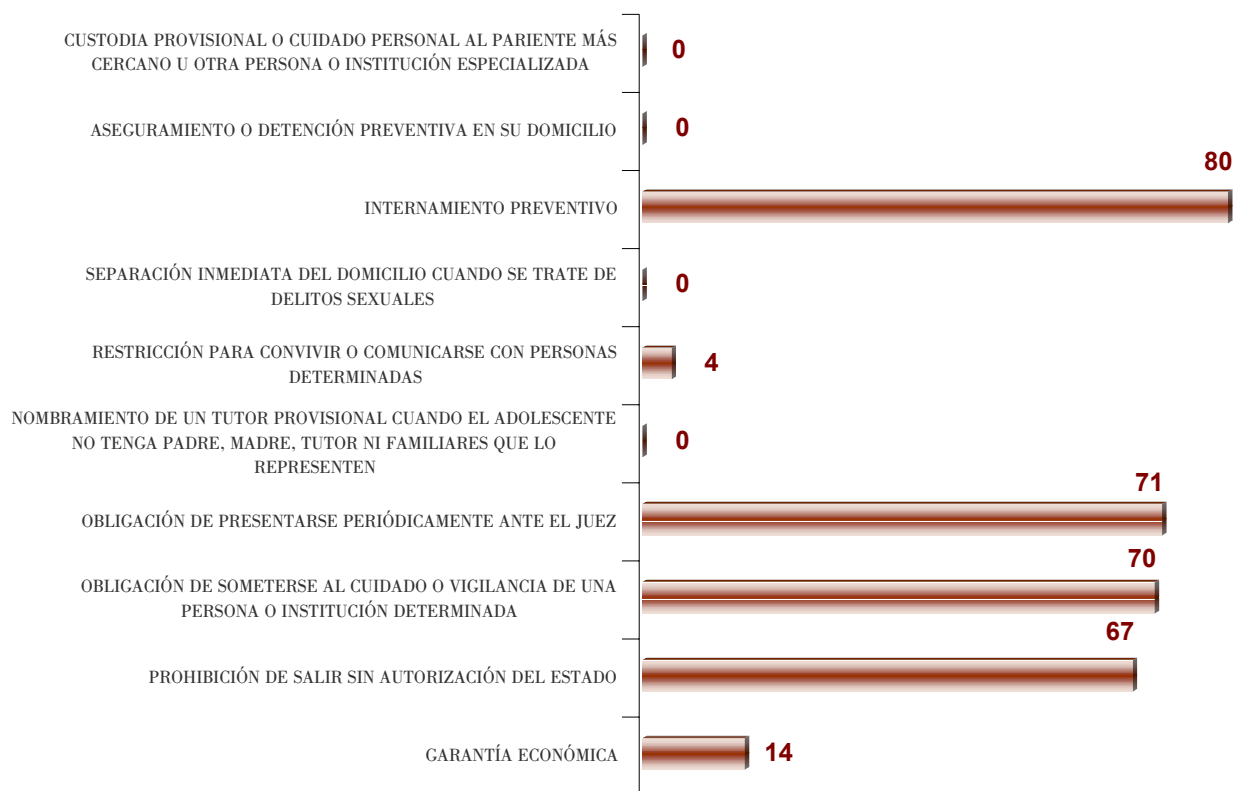 CUSTODIA PROVISIONAL O CUIDADO PERSONAL AL PARIENTE MÁS
CERCANO U OTRA PERSONA O INSTITUCIÓN ESPECIALIZADA
0
ASEGURAMIENTO O DETENCIÓN PREVENTIVA EN SU DOMICILIO
0
INTERNAMIENTO PREVENTIVO
80
SEPARACIÓN INMEDIATA DEL DOMICILIO CUANDO SE TRATE DE
DELITOS SEXUALES
0
RESTRICCIÓN PARA CONVIVIR O COMUNICARSE CON PERSONAS
DETERMINADAS
4
NOMBRAMIENTO DE UN TUTOR PROVISIONAL CUANDO EL ADOLESCENTE
NO TENGA PADRE, MADRE, TUTOR NI FAMILIARES QUE LO
REPRESENTEN
0
OBLIGACIÓN DE PRESENTARSE PERIÓDICAMENTE ANTE EL JUEZ
71
OBLIGACIÓN DE SOMETERSE AL CUIDADO O VIGILANCIA DE UNA
PERSONA O INSTITUCIÓN DETERMINADA
70
PROHIBICIÓN DE SALIR SIN AUTORIZACIÓN DEL ESTADO
67
GARANTÍA ECONÓMICA
14